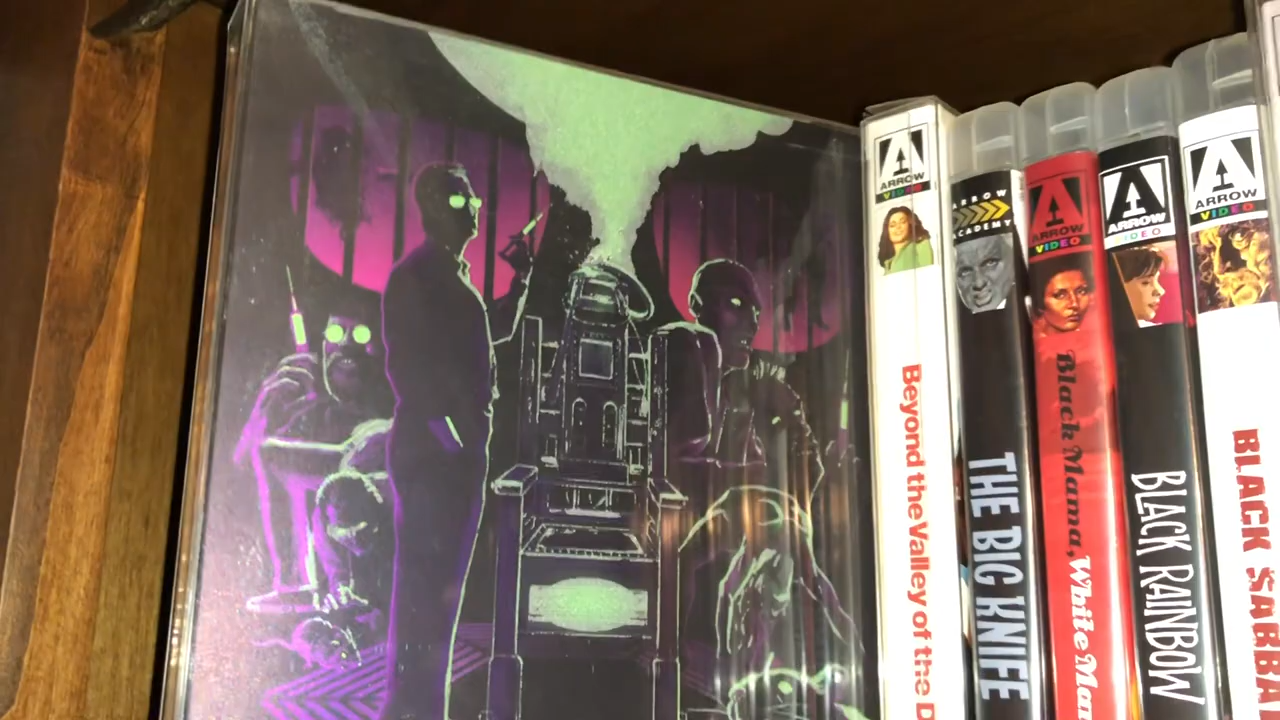 ARROW
VIDEO
Beyond the Valley of the D
ARROW
ACADEMY
THE BIG KNIFE
ARROW
VIDEO
Black Mama, White Ma
ARROW
VIDEO
BLACK RAINBOW
ARROW
VIDEO
BLACK SABBA